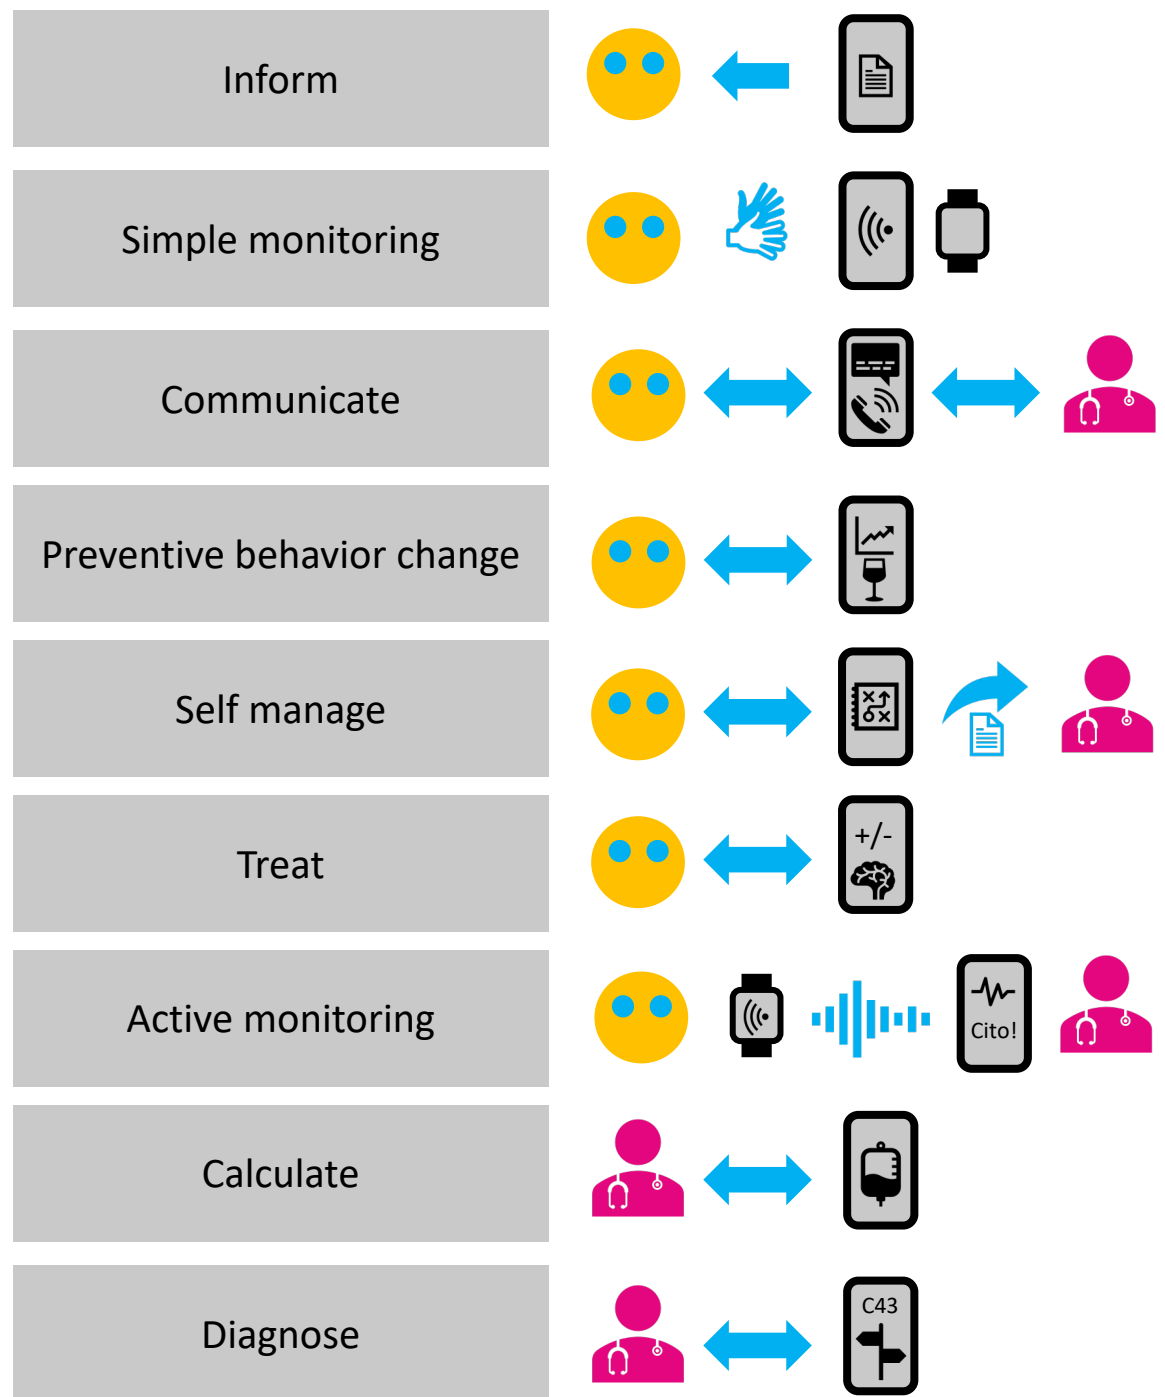 Inform
Simple monitoring
Communicate
Preventive behavior change
Self manage
Treat
+/-
Active monitoring
Cito!
Calculate
Diagnose
C43